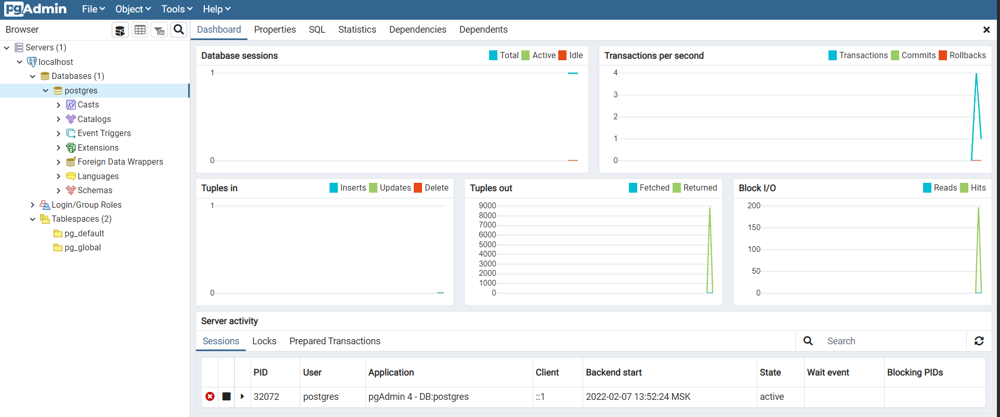 pgAdmin File Object Tools Help
Browser
Dashboard Properties SQL Statistics Dependencies Dependents
Servers (1)
localhost
Databases (1)
postgres
Casts
Catalogs
Event Triggers
Extensions
Foreign Data Wrappers
Languages
Schemas
Login/Group Roles
Tablespaces (2)
pg_default
pg_global
Database sessions Total Active Idle
1
0
Transactions per second Transactions Commits Rollbacks
4
3
2
1
0
Tuples in Inserts Updates Delete
1
0
Tuples out Fetched Returned
9000
8000
7000
6000
5000
4000
3000
2000
1000
0
Block I/O Reads Hits
200
150
100
50
0
Server activity
Sessions Locks Prepared Transactions Search
PID User Application Client Backend start State Wait event Blocking PIDs
32072 postgres pgAdmin 4 - DB:postgres ::1 2022-02-07 13:52:24 MSK active